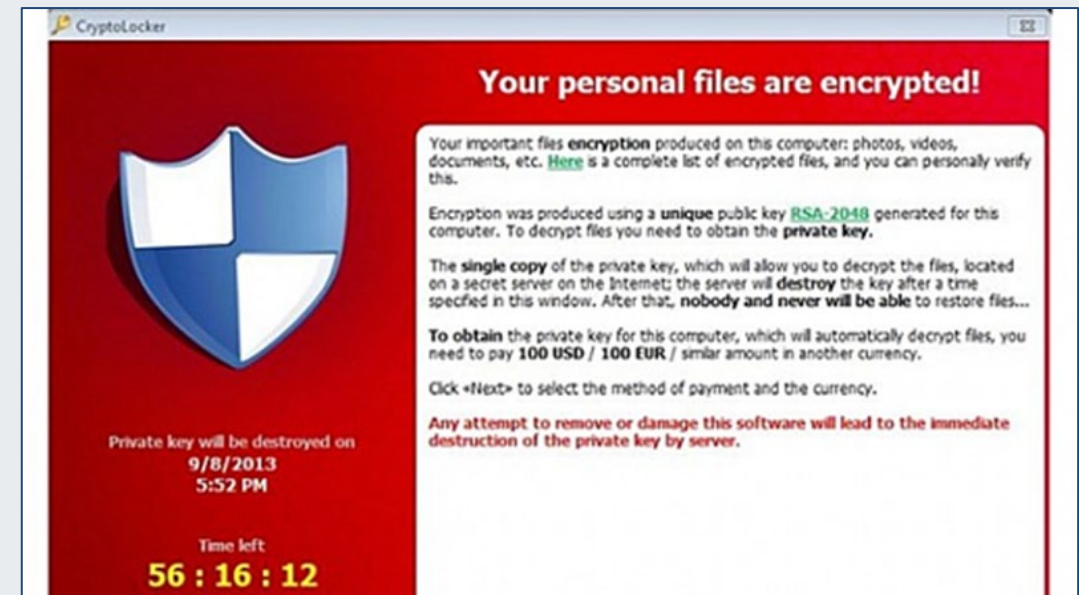 CryptoLocker
Your personal files are encrypted!
Your important files encryption produced on this computer: photos, videos,
documents, etc. Here is a complete list of encrypted files, and you can personally verify
this.
Encryption was produced using a unique public key RSA-2048 generated for this
computer. To decrypt files you need to obtain the private key.
The single copy of the private key, which will allow you to decrypt the files, located
on a secret server on the Internet; the server will destroy the key after a time
specified in this window. After that, nobody and never will be able to restore files...
To obtain the private key for this computer, which will automatically decrypt files, you
need to pay 100 USD / 100 EUR / similar amount in another currency.
Click «Next» to select the method of payment and the currency.
Any attempt to remove or damage this software will lead to the immediate
destruction of the private key by server.
Private key will be destroyed on
9/8/2013
5:52 PM
Time left
56 : 16 : 12